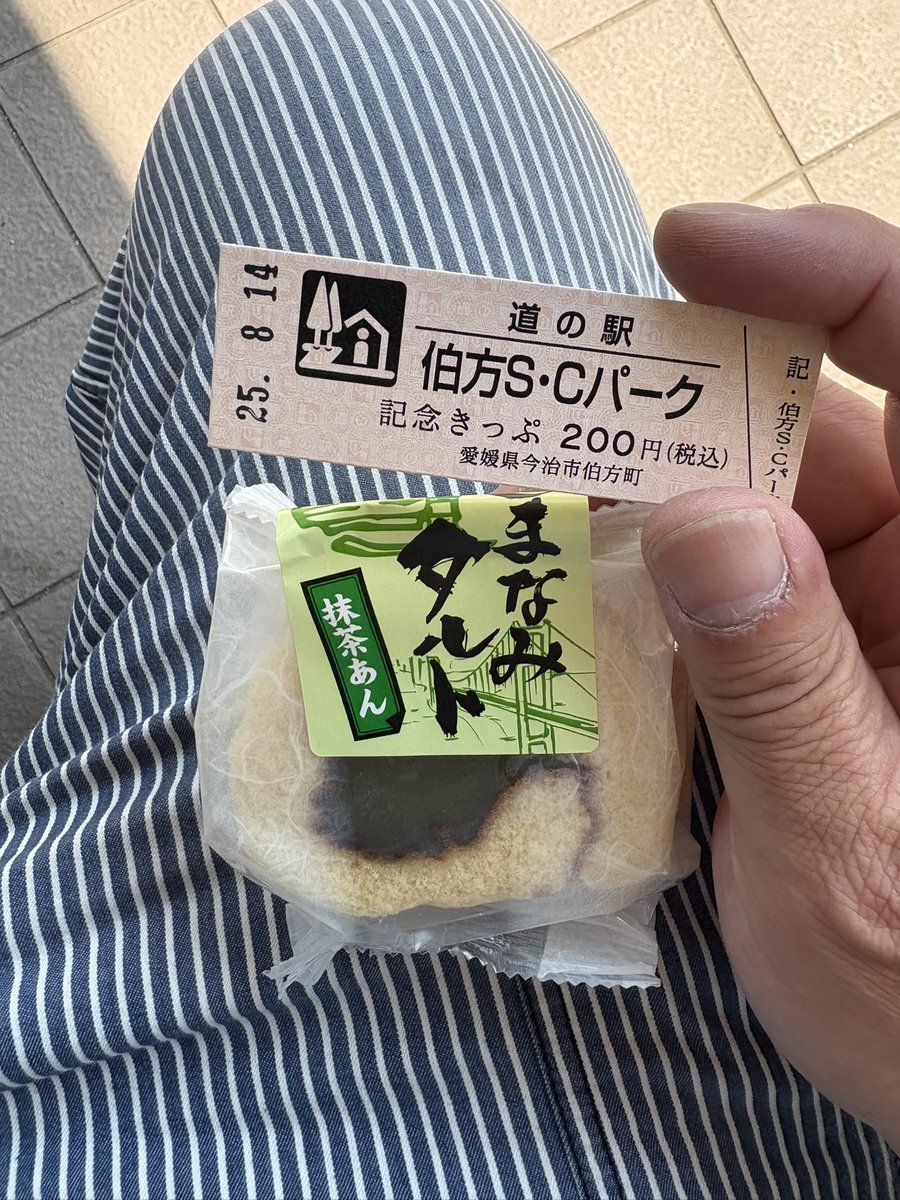 25. 8 14
道の駅
伯方S・Cパーク
記念きっぷ 200円(税込)
愛媛県今治市伯方町
記・伯方S・Cパー
まなみ
タルト
抹茶あん